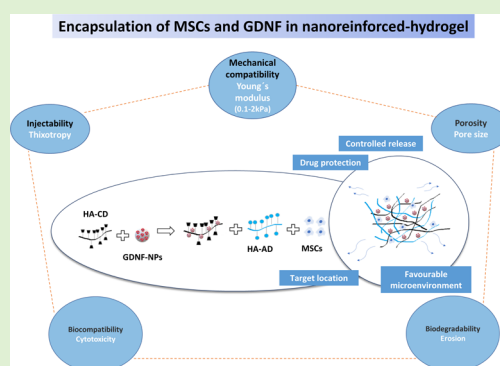 Encapsulation of MSCs and GDNF in nanoreinforced-hydrogel
Mechanical
compatibility
Young´s
modulus
(0.1-2kPa)
Injectability
Thixotropy
Porosity
Pore size
Controlled release
Drug protection
HA-CD
GDNF-NPs
HA-AD
MSCs
Target location
Favourable
microenvironment
Biocompatibility
Cytotoxicity
Biodegradability
Erosion